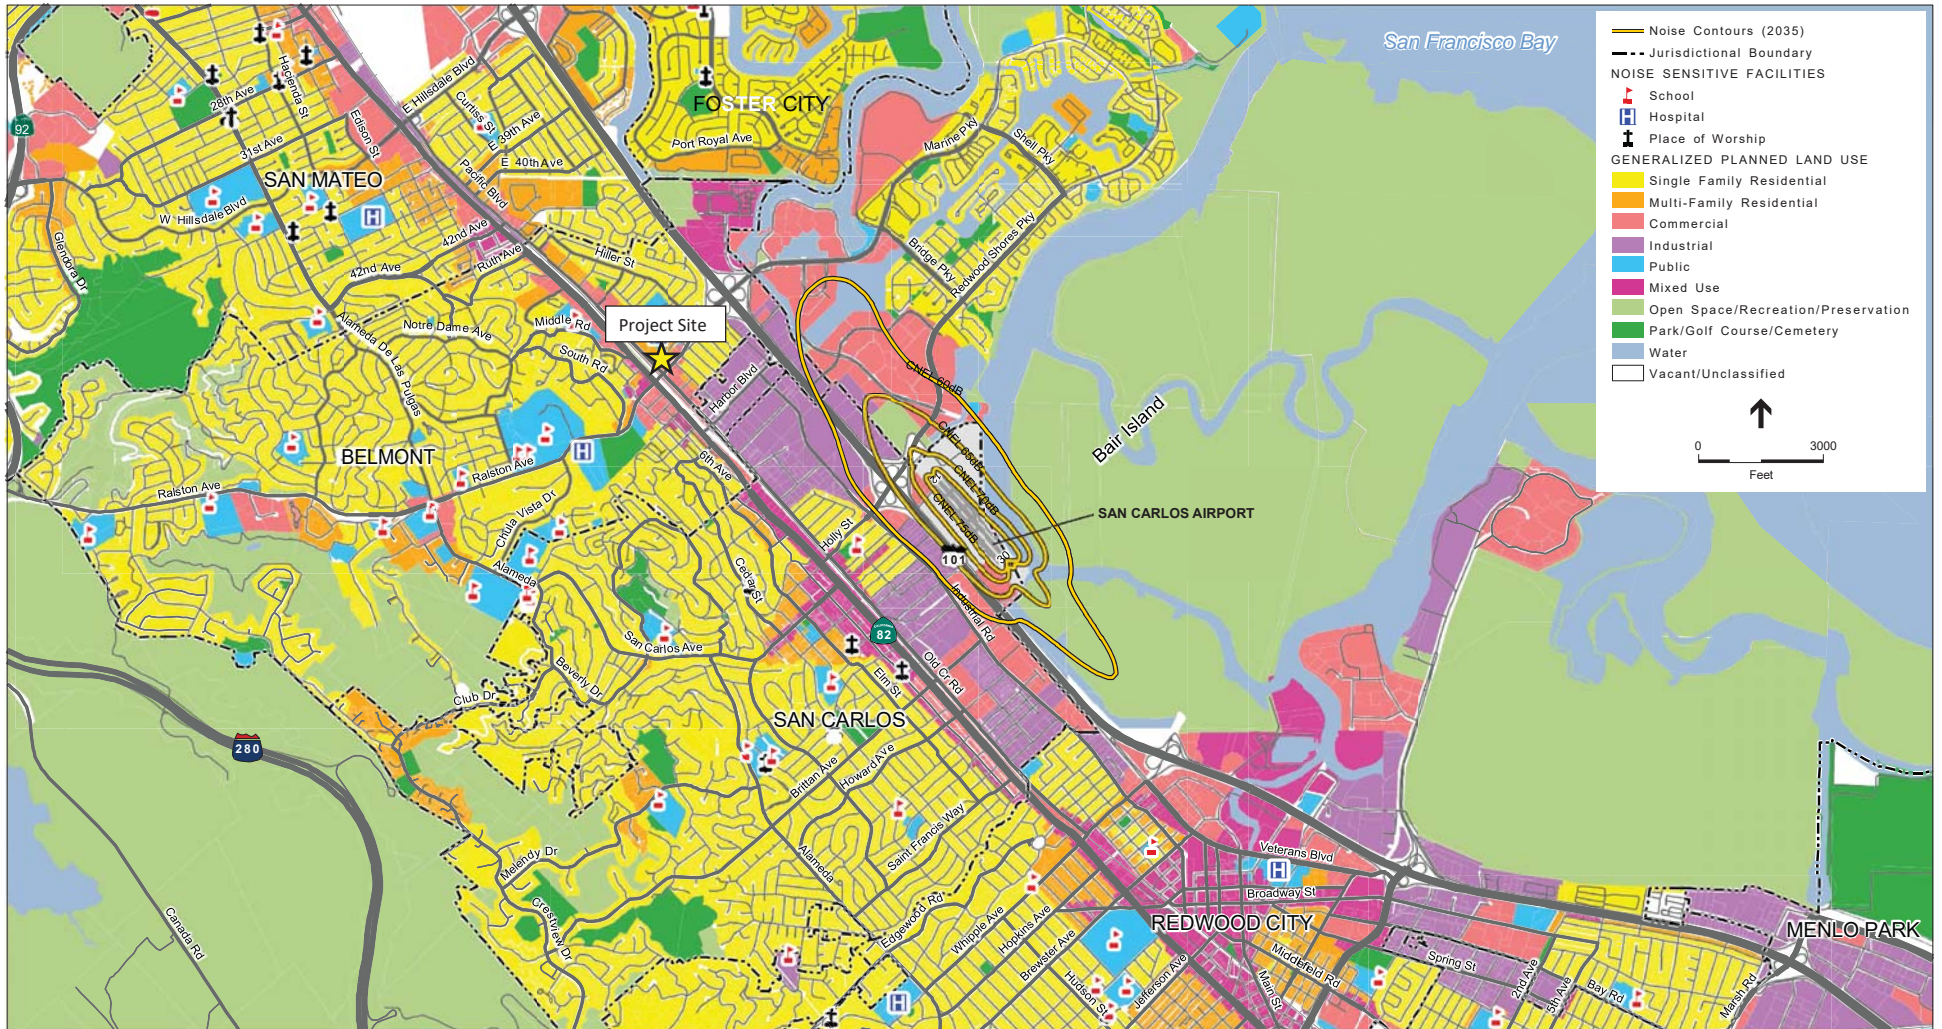 San Francisco Bay
Noise Contours (2035)
Jurisdictional Boundary
NOISE SENSITIVE FACILITIES
School
H Hospital
Place of Worship
GENERALIZED PLANNED LAND USE
Single Family Residential
Multi-Family Residential
Commercial
Industrial
Public
Mixed Use
Open Space/Recreation/Preservation
Park/Golf Course/Cemetery
Water
Vacant/Unclassified
0 3000
Feet
92
28th Ave
Hacienda St
31st Ave
Edison St
E Hillsdale Blvd
Curtiss St
E 39th Ave
E 40th Ave
Pacific Blvd
FOSTER CITY
Port Royal Ave
Marine Pky
Shell Pky
SAN MATEO
W Hillsdale Blvd
H
Glendora Dr
42nd Ave
42nd Ave
Ruth Ave
Hiller St
Bridge Pky
Redwood Shores Pky
Alameda De Las Pulgas
Notre Dame Ave
Middle Rd
South Rd
Project Site
Harbor Blvd
CNEL 60dB
CNEL 65dB
CNEL 70dB
CNEL 75dB
30
Bair Island
SAN CARLOS AIRPORT
101
BELMONT
H
Ralston Ave
Ralston Ave
6th Ave
Chula Vista Dr
Alameda
Holly St
Cedar St
Industrial Rd
82
San Carlos Ave
Beverly Dr
Club Dr
Elm St
Old Cr Rd
280
SAN CARLOS
Brittan Ave
Howard Ave
Saint Francis Way
Melendy Dr
Alameda
Crestview Dr
Canada Rd
Edgewood Rd
Whipple Ave
Hopkins Ave
Brewster Ave
Hudson St
Jefferson Ave
H
Veterans Blvd
H
Broadway St
REDWOOD CITY
Middlefield Rd
Main St
Spring St
2nd Ave
5th Ave
Bay Rd
Marsh Rd
MENLO PARK